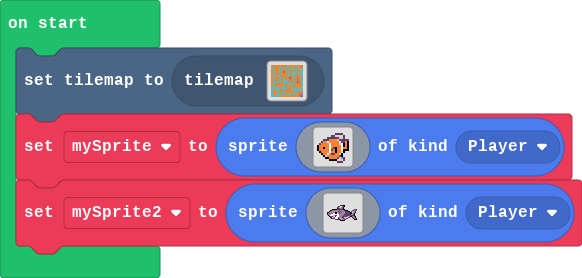 on start
set tilemap to tilemap
set mySprite to sprite of kind Player
set mySprite2 to sprite of kind Player